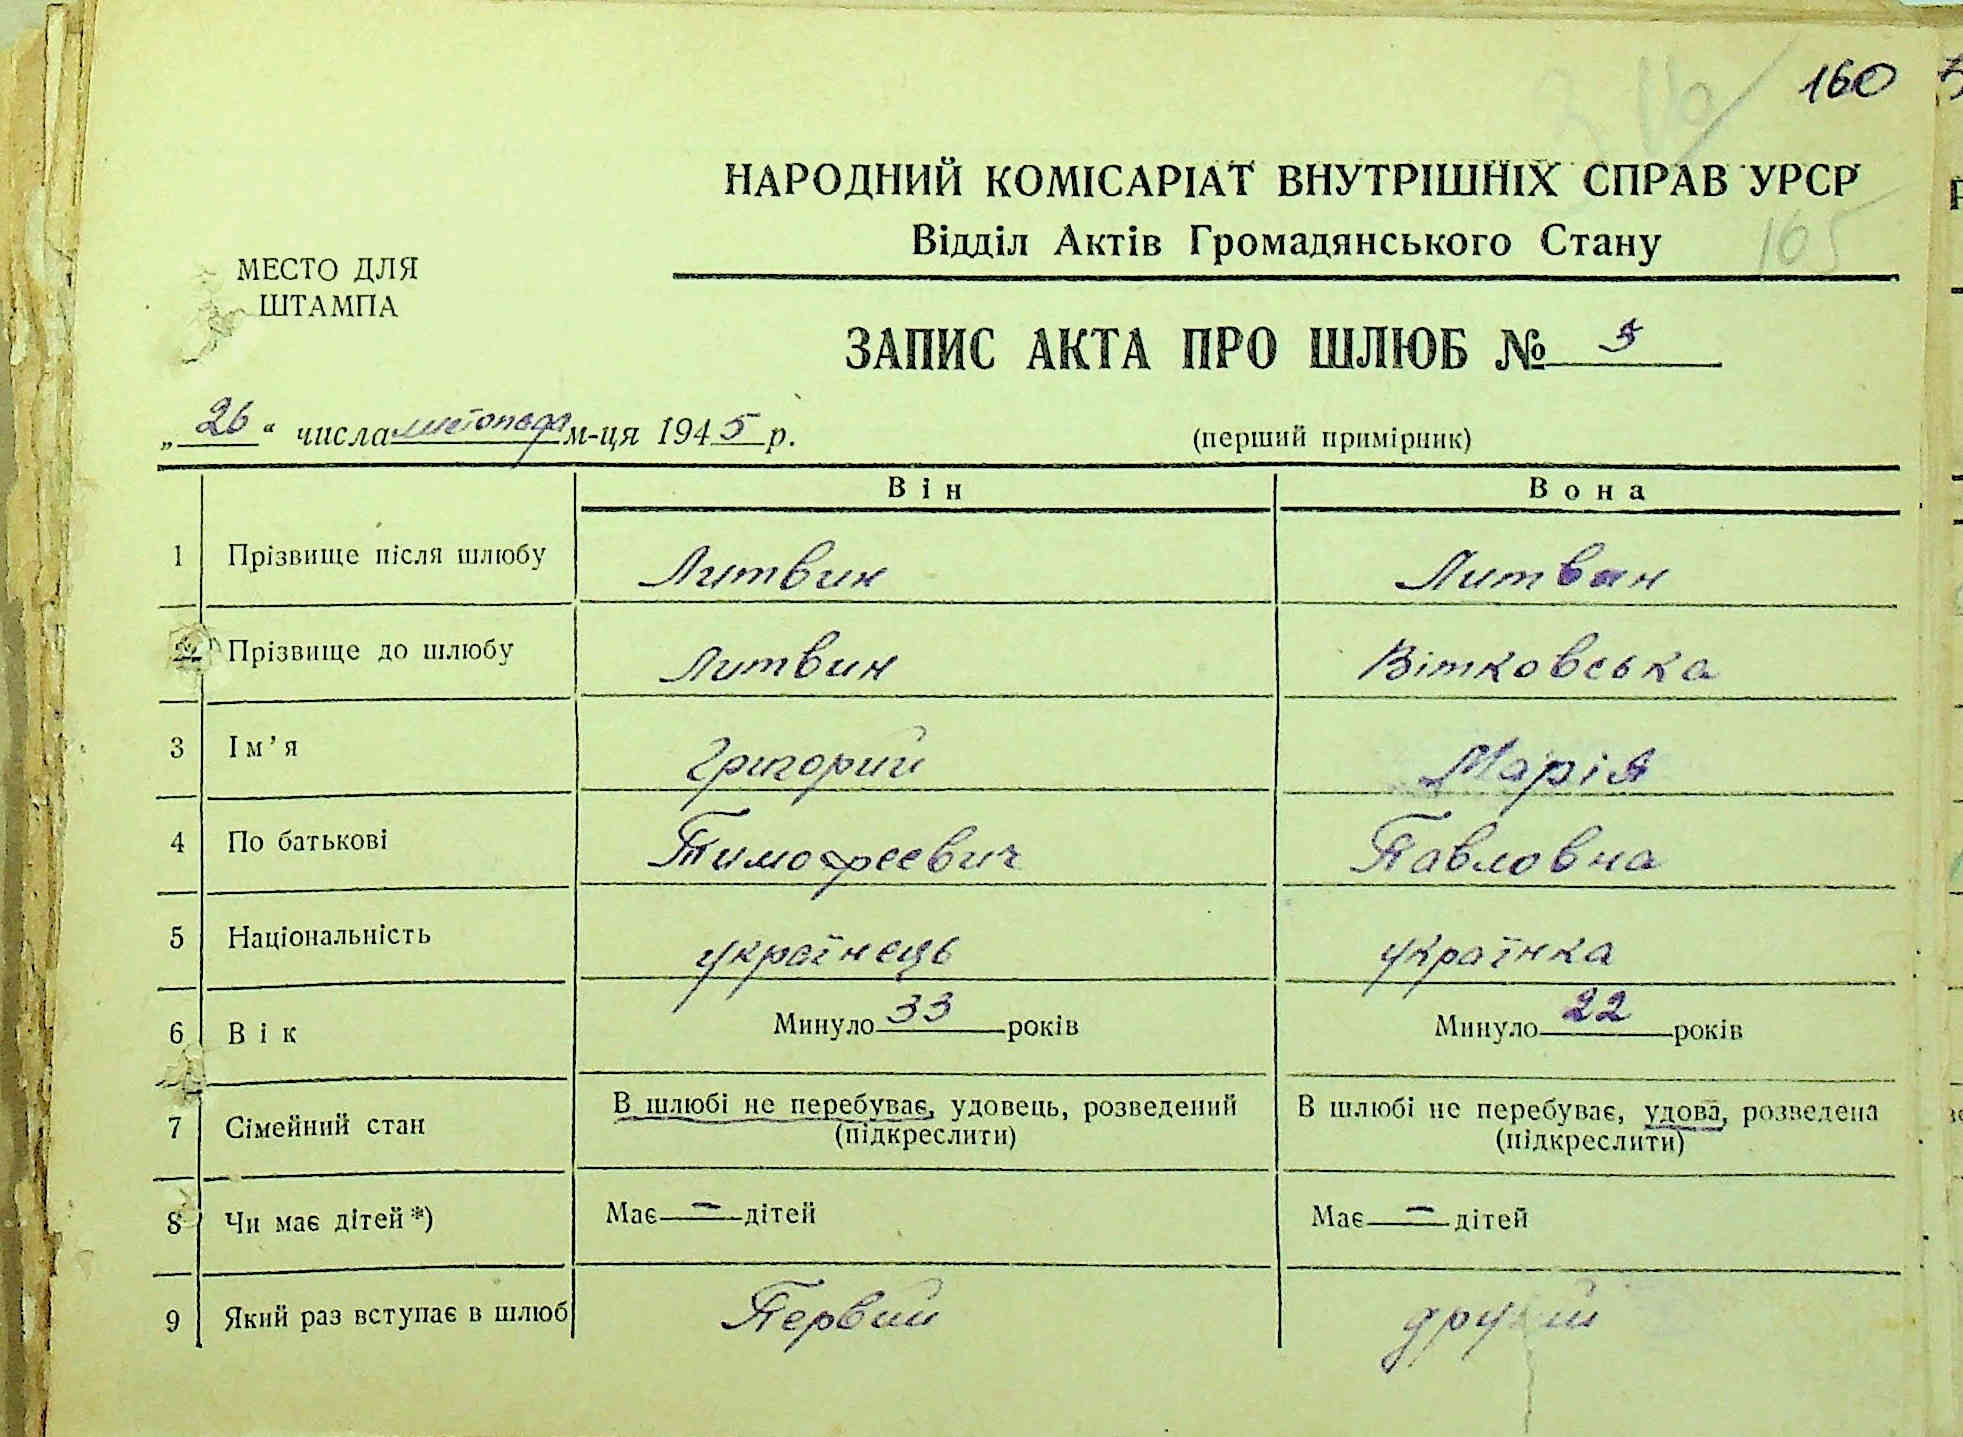 160
НАРОДНИЙ КОМІСАРІАТ ВНУТРІШНІХ СПРАВ УРСР
Відділ Актів Громадянського Стану
165
МЕСТО ДЛЯ
ШТАМПА
ЗАПИС АКТА ПРО ШЛЮБ № 5
„26“ числа листопада м-ця 1945 р.
(перший примірник)
Він Вона
1 Прізвище після шлюбу Литвин Литвин
2 Прізвище до шлюбу Литвин Вітковська
3 Ім'я Григорий Марія
4 По батькові Тимофеевич Павловна
5 Національність українець українка
6 Вік Минуло 33 років Минуло 22 років
7 Сімейний стан В шлюбі не перебуває, удовець, розведений В шлюбі не перебуває, удова, розведена
(підкреслити) (підкреслити)
8 Чи має дітей*) Має — дітей Має — дітей
9 Який раз вступає в шлюб Первий другий